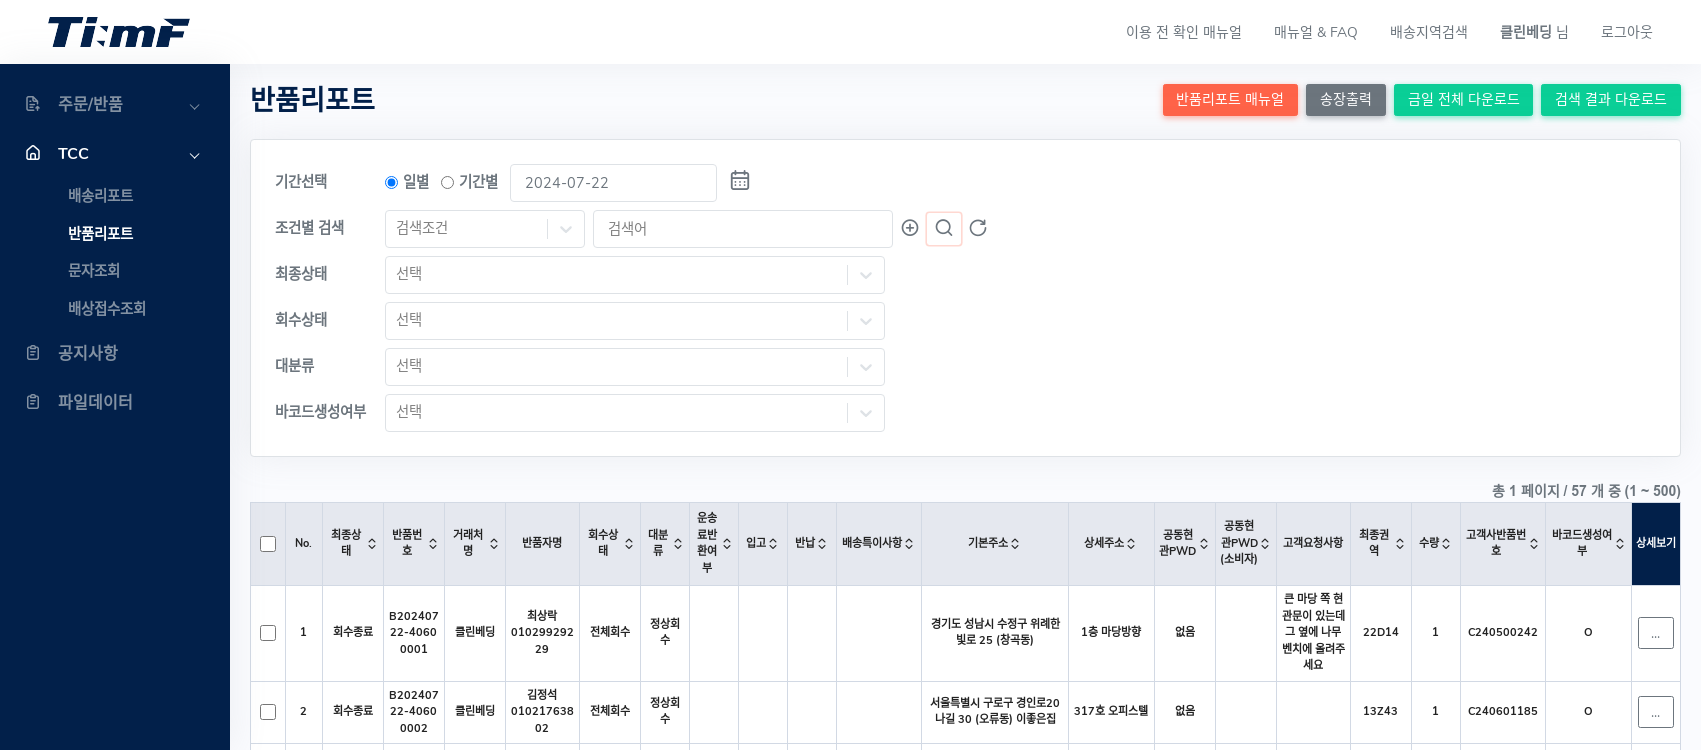 Ti:mF
이용 전 확인 매뉴얼 매뉴얼 & FAQ 배송지역검색 클린베딩 님 로그아웃
주문/반품
TCC
배송리포트
반품리포트
문자조회
배상접수조회
공지사항
파일데이터
반품리포트
반품리포트 매뉴얼 송장출력 금일 전체 다운로드 검색 결과 다운로드
기간선택 일별 기간별 2024-07-22
조건별 검색 검색조건 검색어
최종상태 선택
회수상태 선택
대분류 선택
바코드생성여부 선택
총 1 페이지 / 57 개 중 (1 ~ 500)
No. 최종상태 반품번호 거래처명 반품자명 회수상태 대분류 운송료반환여부 입고 반납 배송특이사항 기본주소 상세주소 공동현관PWD 공동현관PWD(소비자) 고객요청사항 최종권역 수량 고객사반품번호 바코드생성여부 상세보기
1 회수종료 B20240722-40600001 클린베딩 최상락 01029929229 전체회수 정상회수 경기도 성남시 수정구 위례한빛로 25 (창곡동) 1층 마당방향 없음 큰 마당 쪽 현관문이 있는데 그 옆에 나무 벤치에 올려주세요 22D14 1 C240500242 O ...
2 회수종료 B20240722-40600002 클린베딩 김정석 01021763802 전체회수 정상회수 서울특별시 구로구 경인로20나길 30 (오류동) 이좋은집 317호 오피스텔 없음 13Z43 1 C240601185 O ...